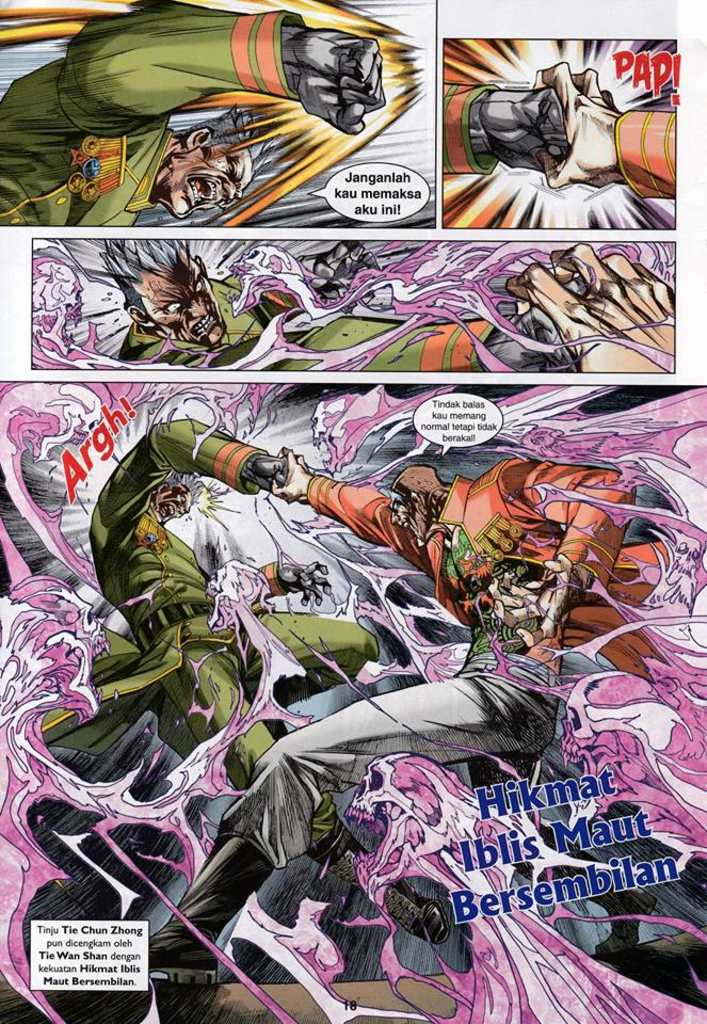 Janganlah
kau memaksa
aku ini!
PAP!
Argh!
Tindak balas
kau memang
normal tetapi tidak
berakal!
Hikmat
Iblis Maut
Bersembilan
Tinju Tie Chun Zhong
pun dicengkam oleh
Tie Wan Shan dengan
kekuatan Hikmat Iblis
Maut Bersembilan.
18